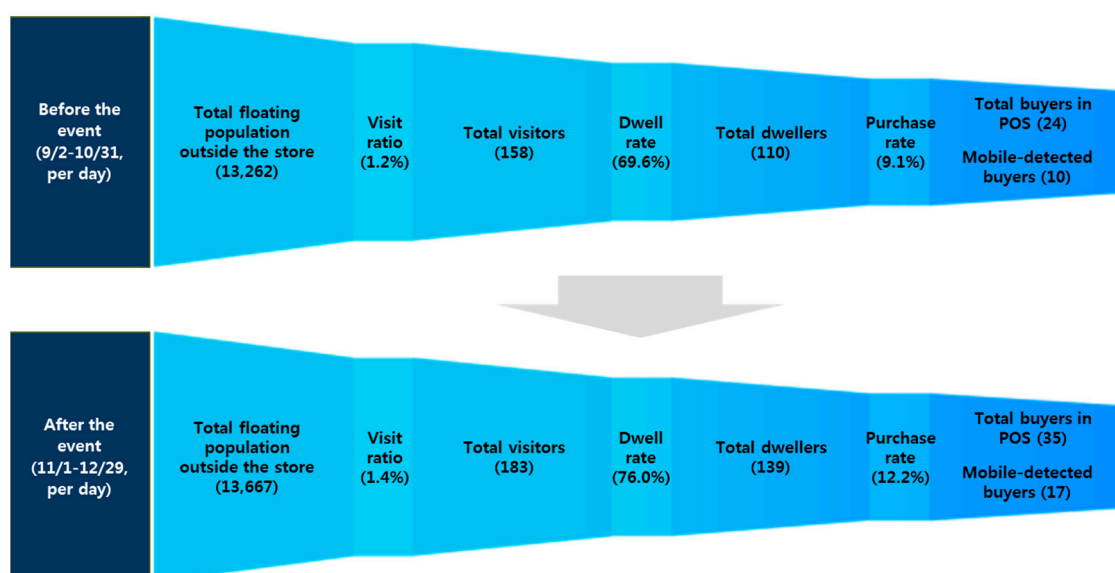 Before the
event
(9/2-10/31,
per day)
Total floating
population
outside the store
(13,262)
Visit
ratio
(1.2%)
Total visitors
(158)
Dwell
rate
(69.6%)
Total dwellers
(110)
Purchase
rate
(9.1%)
Total buyers in
POS (24)
Mobile-detected
buyers (10)
After the
event
(11/1-12/29,
per day)
Total floating
population
outside the store
(13,667)
Visit
ratio
(1.4%)
Total visitors
(183)
Dwell
rate
(76.0%)
Total dwellers
(139)
Purchase
rate
(12.2%)
Total buyers in
POS (35)
Mobile-detected
buyers (17)